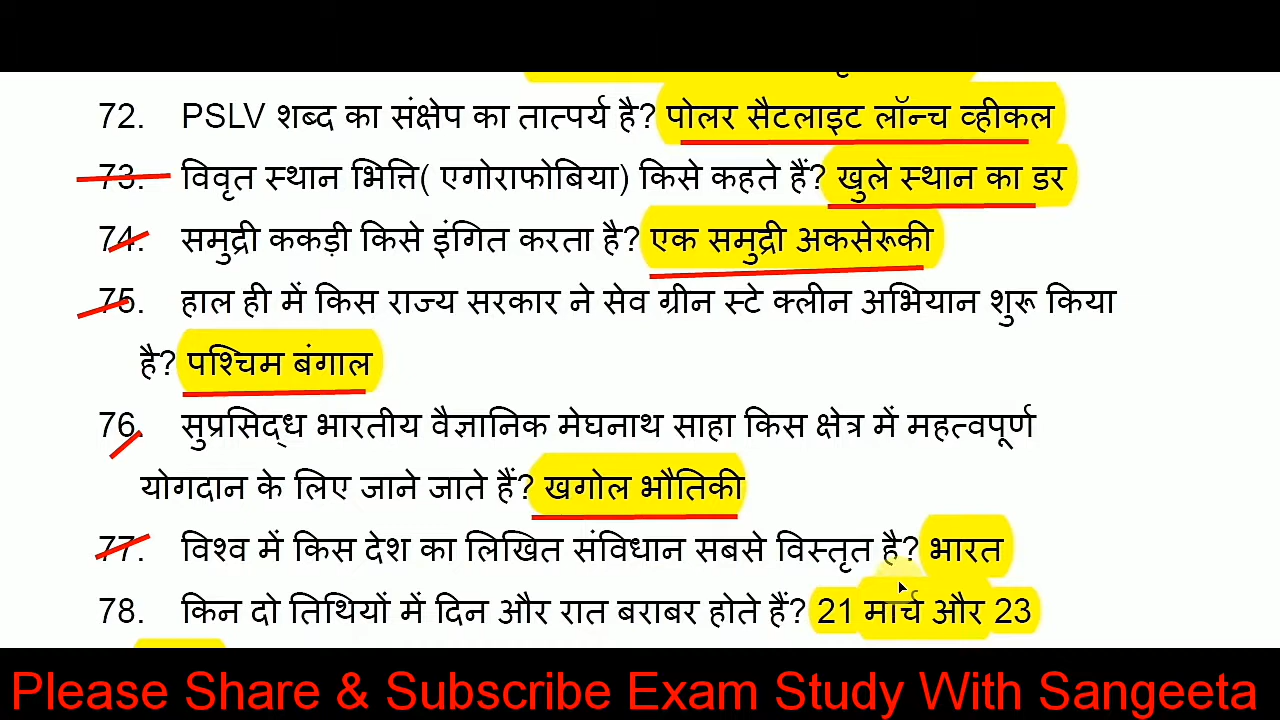 72. PSLV शब्द का संक्षेप का तात्पर्य है? पोलर सैटलाइट लॉन्च व्हीकल
73. विवृत स्थान भित्ति( एगोराफोबिया) किसे कहते हैं? खुले स्थान का डर
74. समुद्री ककड़ी किसे इंगित करता है? एक समुद्री अकसेरूकी
75. हाल ही में किस राज्य सरकार ने सेव ग्रीन स्टे क्लीन अभियान शुरू किया
है? पश्चिम बंगाल
76. सुप्रसिद्ध भारतीय वैज्ञानिक मेघनाथ साहा किस क्षेत्र में महत्वपूर्ण
योगदान के लिए जाने जाते हैं? खगोल भौतिकी
77. विश्व में किस देश का लिखित संविधान सबसे विस्तृत है? भारत
78. किन दो तिथियों में दिन और रात बराबर होते हैं? 21 मार्च और 23
Please Share & Subscribe Exam Study With Sangeeta